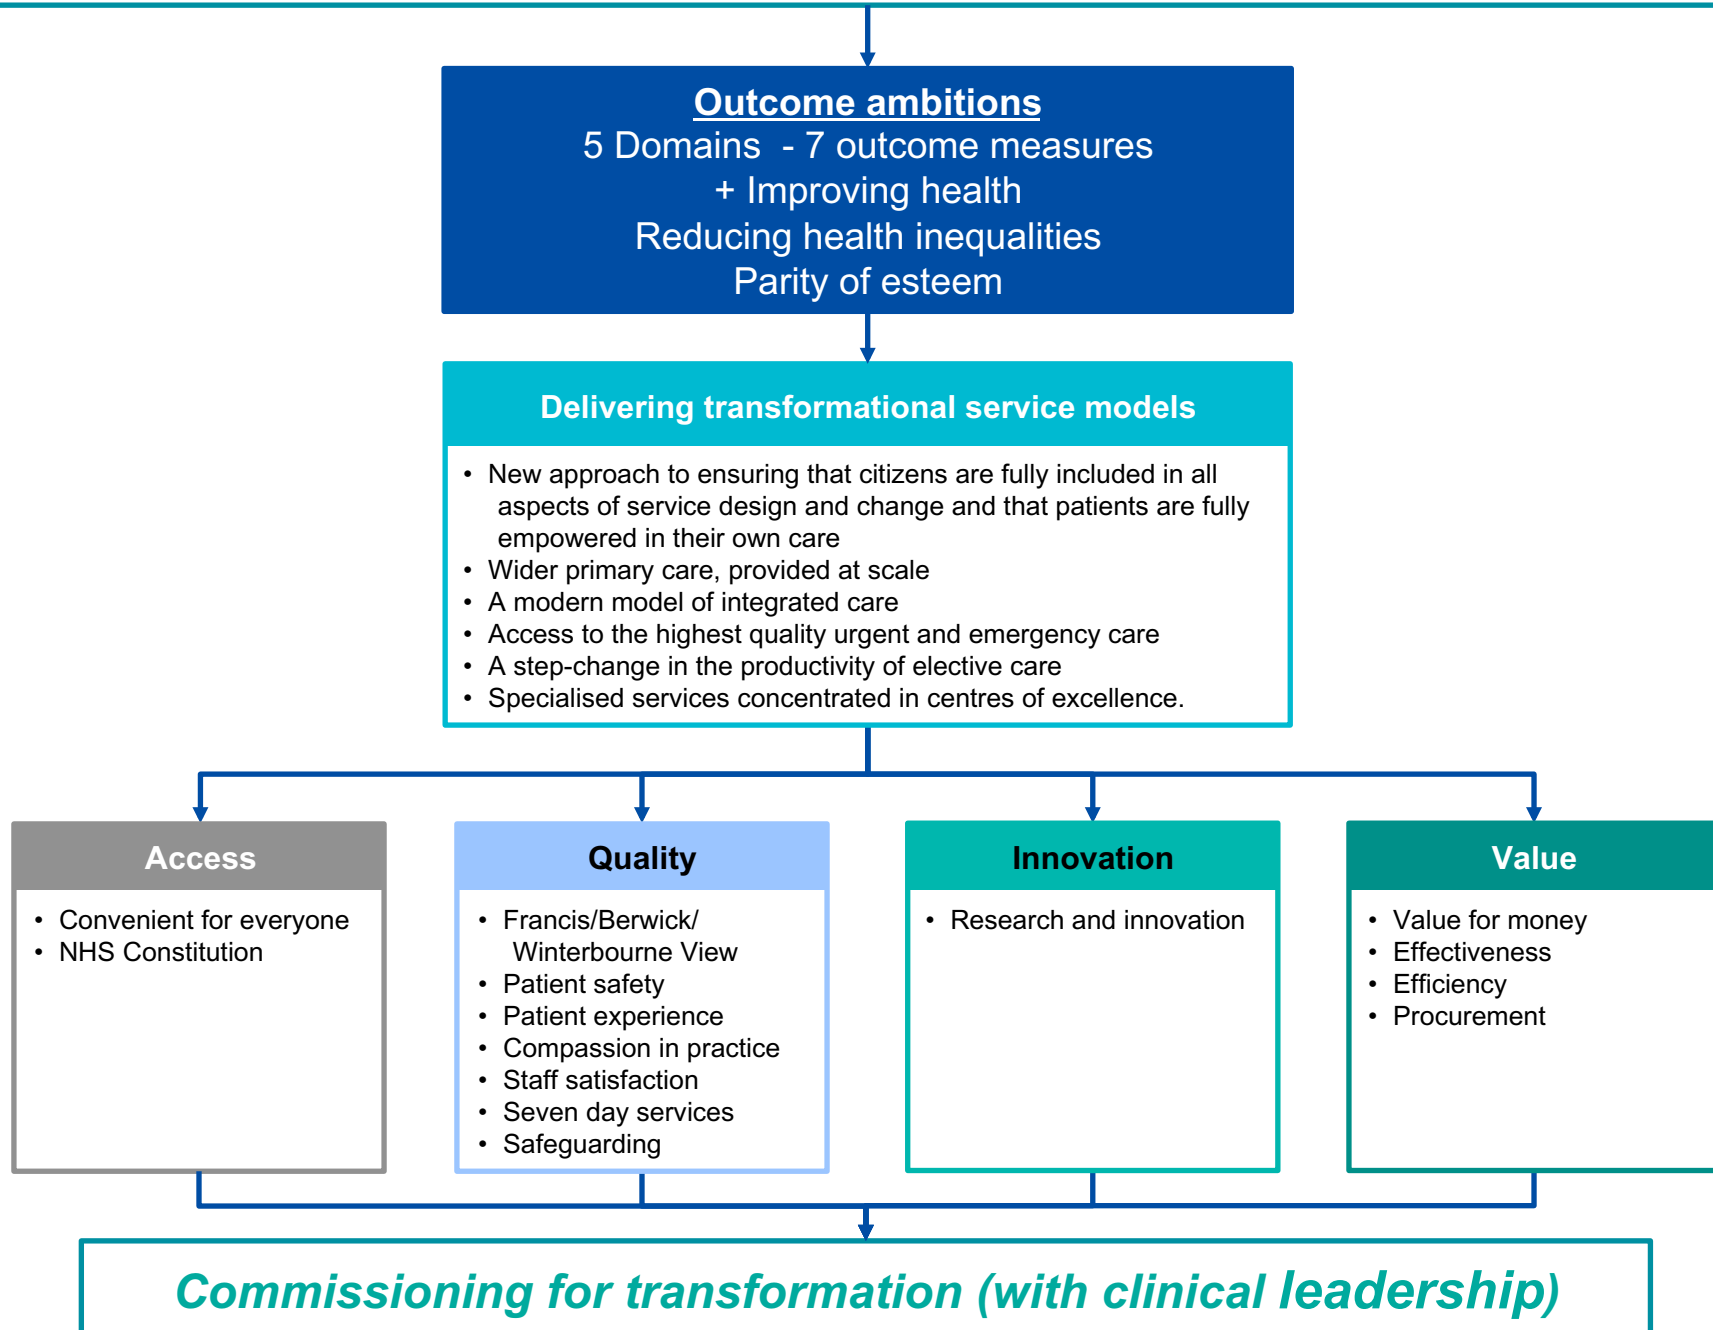 Outcome ambitions
5 Domains - 7 outcome measures
+ Improving health
Reducing health inequalities
Parity of esteem
Delivering transformational service models
• New approach to ensuring that citizens are fully included in all
aspects of service design and change and that patients are fully
empowered in their own care
• Wider primary care, provided at scale
• A modern model of integrated care
• Access to the highest quality urgent and emergency care
• A step-change in the productivity of elective care
• Specialised services concentrated in centres of excellence.
Access
• Convenient for everyone
• NHS Constitution
Quality
• Francis/Berwick/
Winterbourne View
• Patient safety
• Patient experience
• Compassion in practice
• Staff satisfaction
• Seven day services
• Safeguarding
Innovation
• Research and innovation
Value
• Value for money
• Effectiveness
• Efficiency
• Procurement
Commissioning for transformation (with clinical leadership)